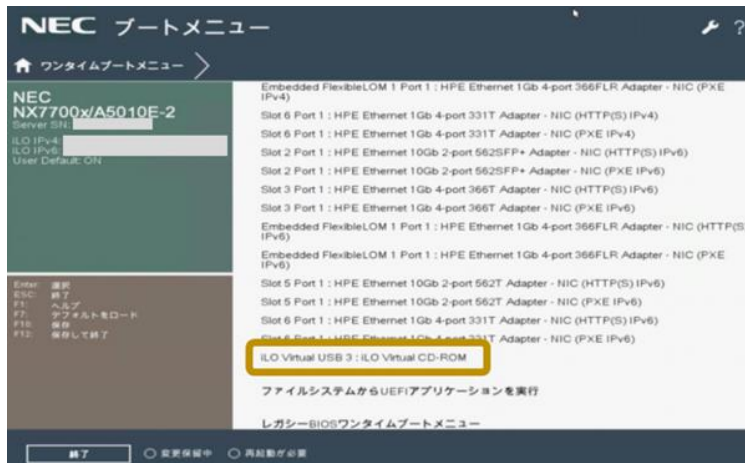 NEC ブートメニュー
?
ワンタイムブートメニュー
NEC
NX7700x/A5010E-2
Server SN:
iLO IPv4:
iLO IPv6:
User Default: ON
Enter: 選択
ESC: 終了
F1: ヘルプ
F7: デフォルトをロード
F10: 保存
F12: 保存して終了
Embedded FlexibleLOM 1 Port 1 : HPE Ethernet 1Gb 4-port 366FLR Adapter - NIC (PXE
IPv4)
Slot 6 Port 1 : HPE Ethernet 1Gb 4-port 331T Adapter - NIC (HTTP(S) IPv4)
Slot 6 Port 1 : HPE Ethernet 1Gb 4-port 331T Adapter - NIC (PXE IPv4)
Slot 2 Port 1 : HPE Ethernet 10Gb 2-port 562SFP+ Adapter - NIC (HTTP(S) IPv6)
Slot 2 Port 1 : HPE Ethernet 10Gb 2-port 562SFP+ Adapter - NIC (PXE IPv6)
Slot 3 Port 1 : HPE Ethernet 1Gb 4-port 366T Adapter - NIC (HTTP(S) IPv6)
Slot 3 Port 1 : HPE Ethernet 1Gb 4-port 366T Adapter - NIC (PXE IPv6)
Embedded FlexibleLOM 1 Port 1 : HPE Ethernet 1Gb 4-port 366FLR Adapter - NIC (HTTP(S
IPv6)
Embedded FlexibleLOM 1 Port 1 : HPE Ethernet 1Gb 4-port 366FLR Adapter - NIC (PXE
IPv6)
Slot 5 Port 1 : HPE Ethernet 10Gb 2-port 562T Adapter - NIC (HTTP(S) IPv6)
Slot 5 Port 1 : HPE Ethernet 10Gb 2-port 562T Adapter - NIC (PXE IPv6)
Slot 6 Port 1 : HPE Ethernet 1Gb 4-port 331T Adapter - NIC (HTTP(S) IPv6)
Slot 6 Port 1 : HPE Ethernet 1Gb 4-port 331T Adapter - NIC (PXE IPv6)
iLO Virtual USB 3 : iLO Virtual CD-ROM
ファイルシステムからUEFIアプリケーションを実行
レガシーBIOSワンタイムブートメニュー
終了
変更保留中
再起動が必要